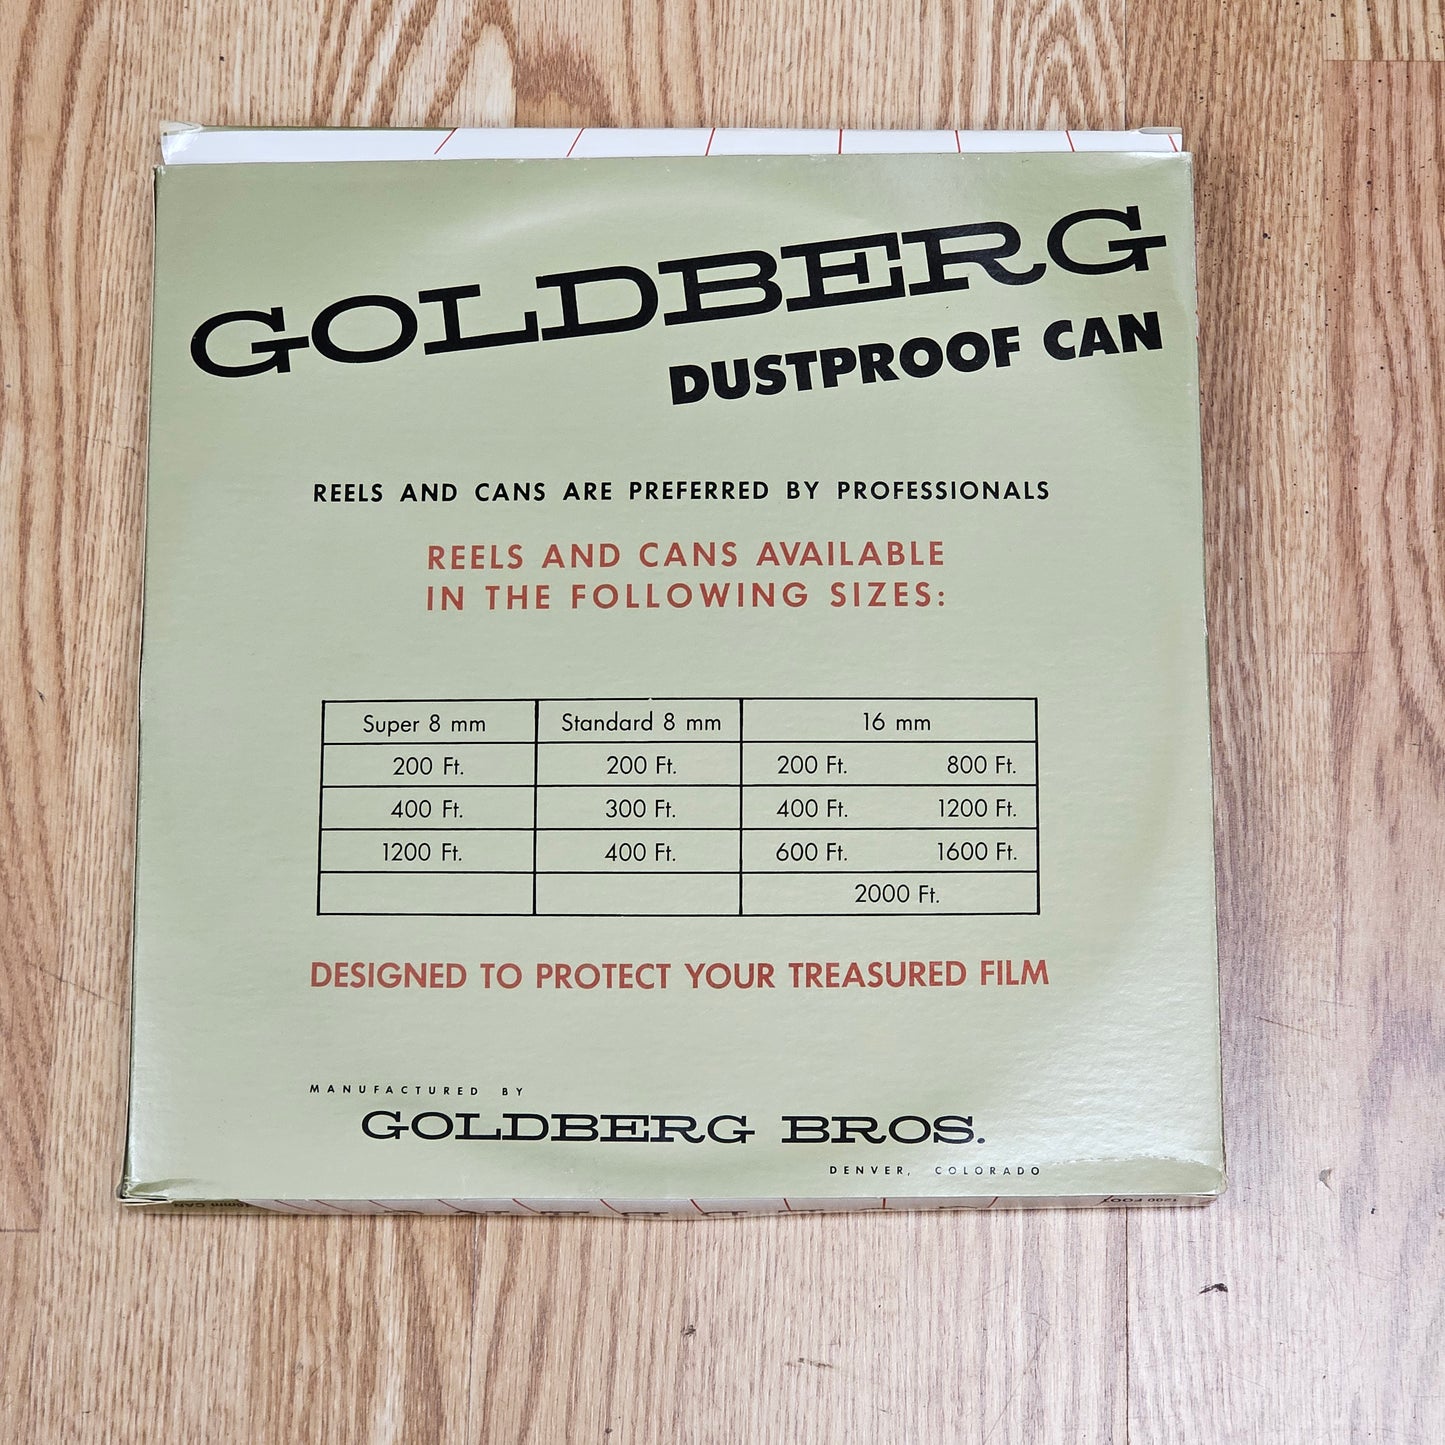 GOLDBERG
DUSTPROOF CAN
REELS AND CANS ARE PREFERRED BY PROFESSIONALS
REELS AND CANS AVAILABLE
IN THE FOLLOWING SIZES:
Super 8 mm Standard 8 mm 16 mm
200 Ft. 200 Ft. 200 Ft. 800 Ft.
400 Ft. 300 Ft. 400 Ft. 1200 Ft.
1200 Ft. 400 Ft. 600 Ft. 1600 Ft.
2000 Ft.
DESIGNED TO PROTECT YOUR TREASURED FILM
MANUFACTURED BY
GOLDBERG BROS.
DENVER, COLORADO